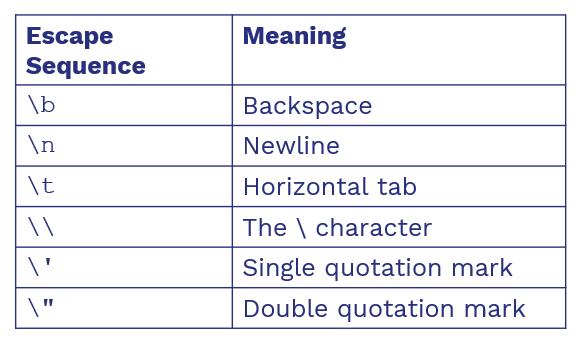 Escape Meaning
Sequence
\b Backspace
\n Newline
\t Horizontal tab
\\ The \ character
\' Single quotation mark
\" Double quotation mark